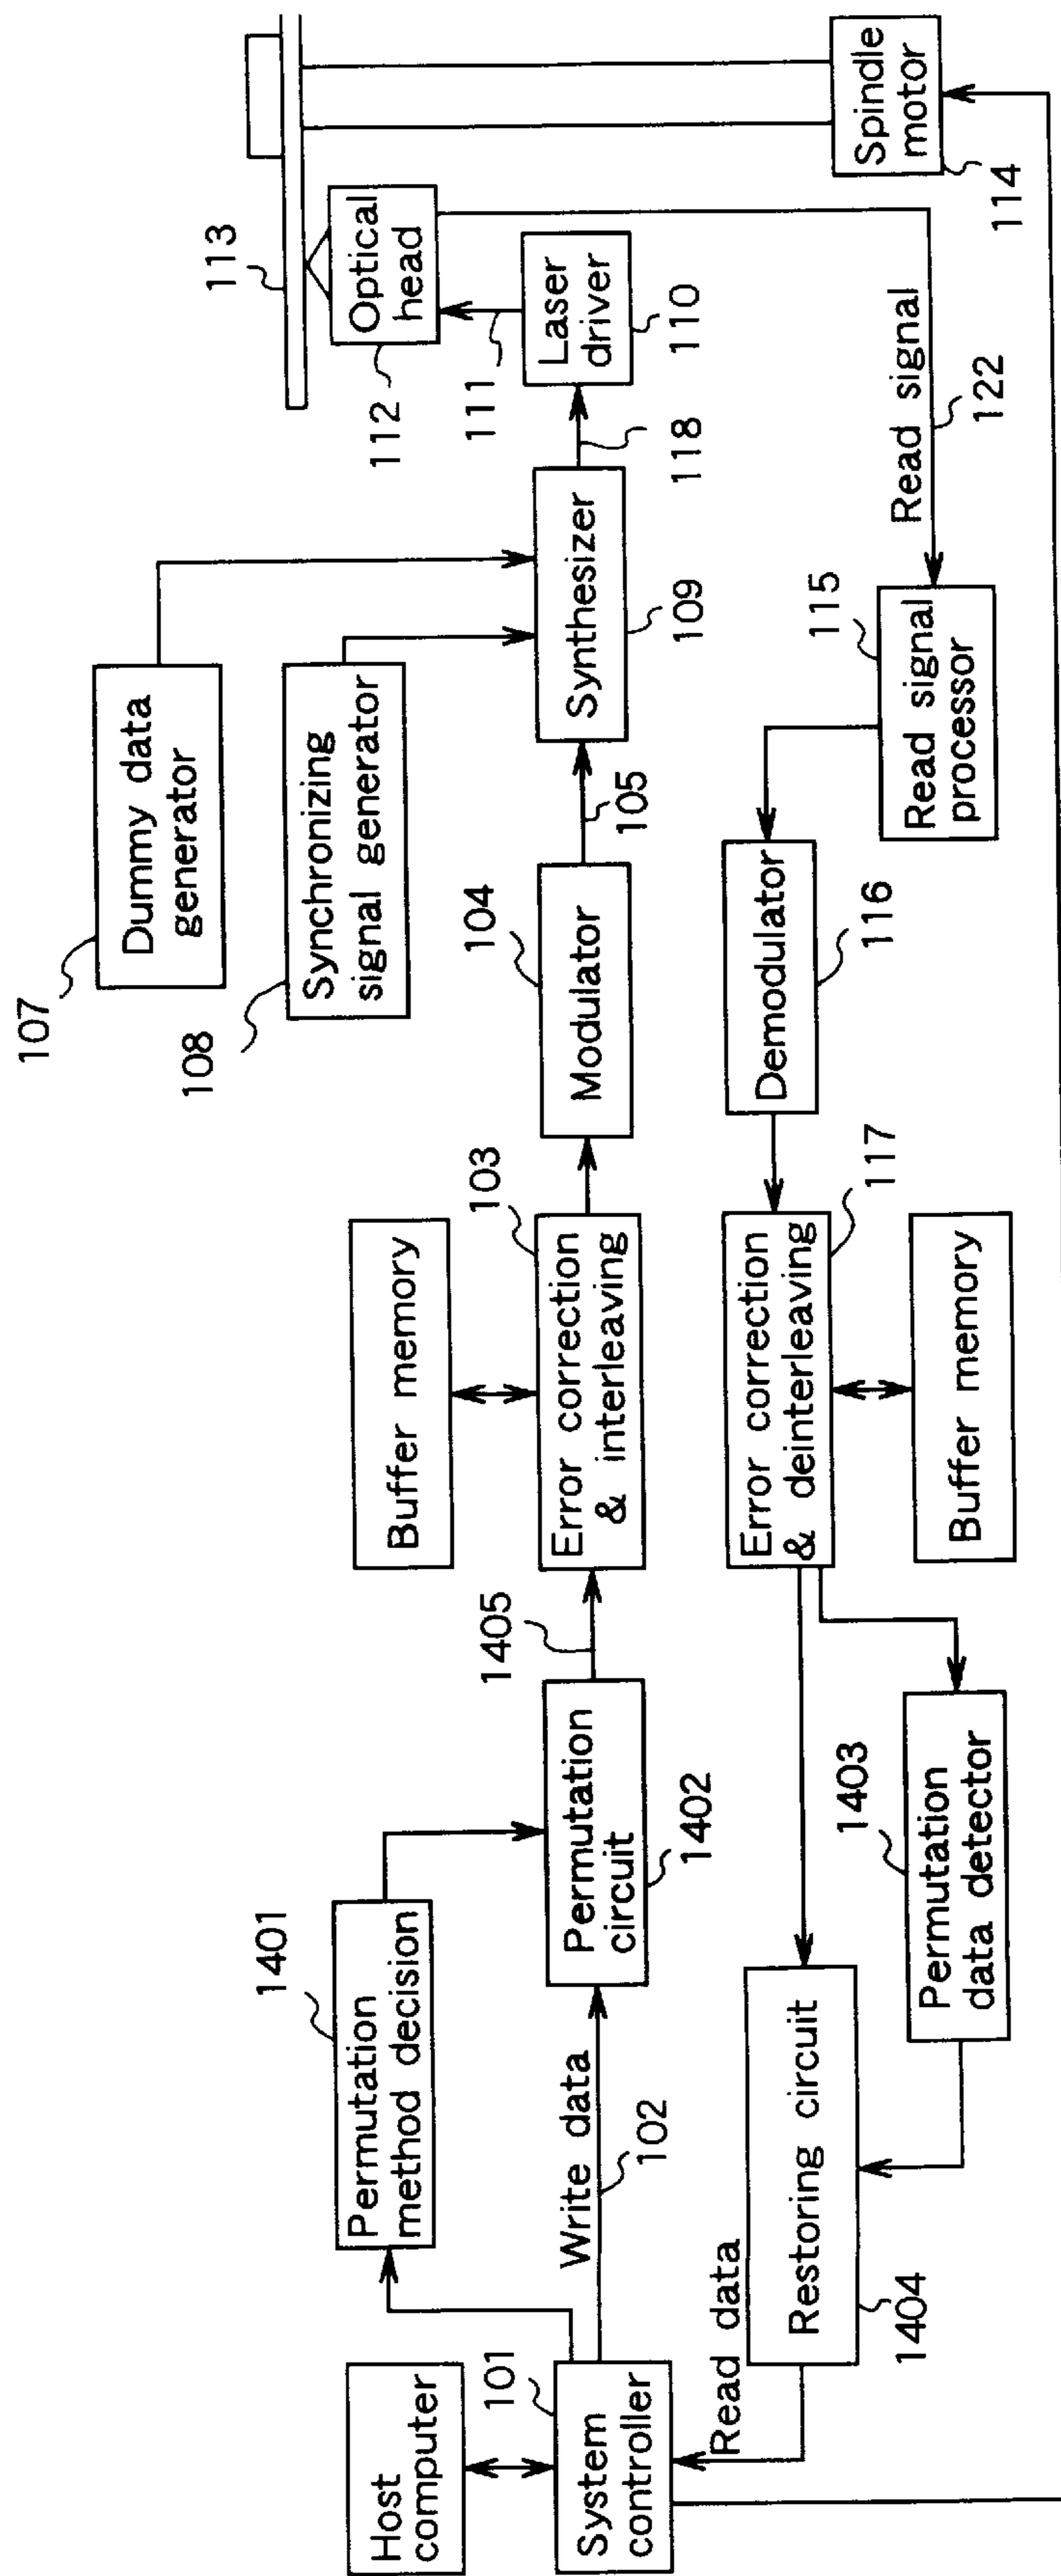 Host
computer
101
System
controller
1401
Permutation
method decision
Write data
102
Permutation
circuit
1402
1405
Buffer memory
103
Error correction
& interleaving
104
Modulator
105
107
Dummy data
generator
108
Synchronizing
signal generator
Synthesizer
109
118
Laser
driver
110
111
Optical
head
112
113
Spindle
motor
114
Read signal
122
115
Read signal
processor
Demodulator
116
117
Error correction
& deinterleaving
Buffer memory
1403
Permutation
data detector
Restoring circuit
1404
Read data